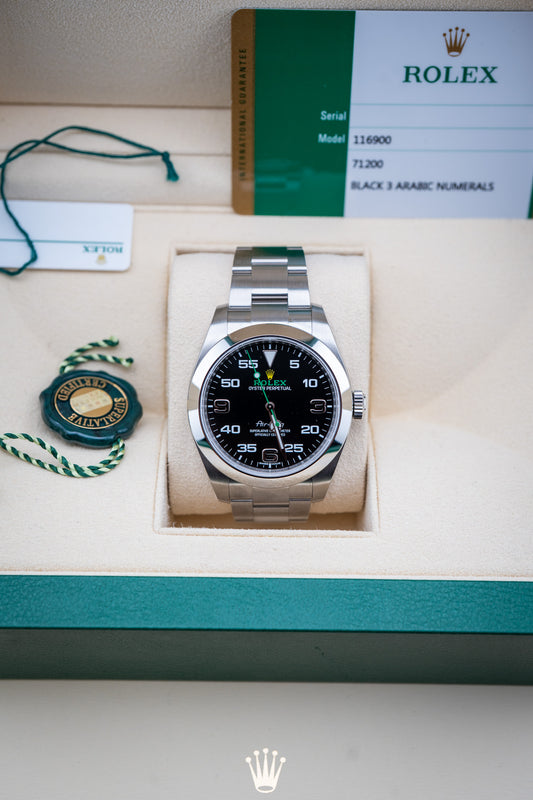 INTERNATIONAL GUARANTEE
ROLEX
Serial
Model 116900
71200
BLACK 3 ARABIC NUMERALS
ROLEX
SUPERLATIVE
CERTIFIED
55 5
50 10
9 3
40 20
35 25
6
ROLEX
OYSTER PERPETUAL
Air-King
SUPERLATIVE CHRONOMETER
OFFICIALLY CERTIFIED